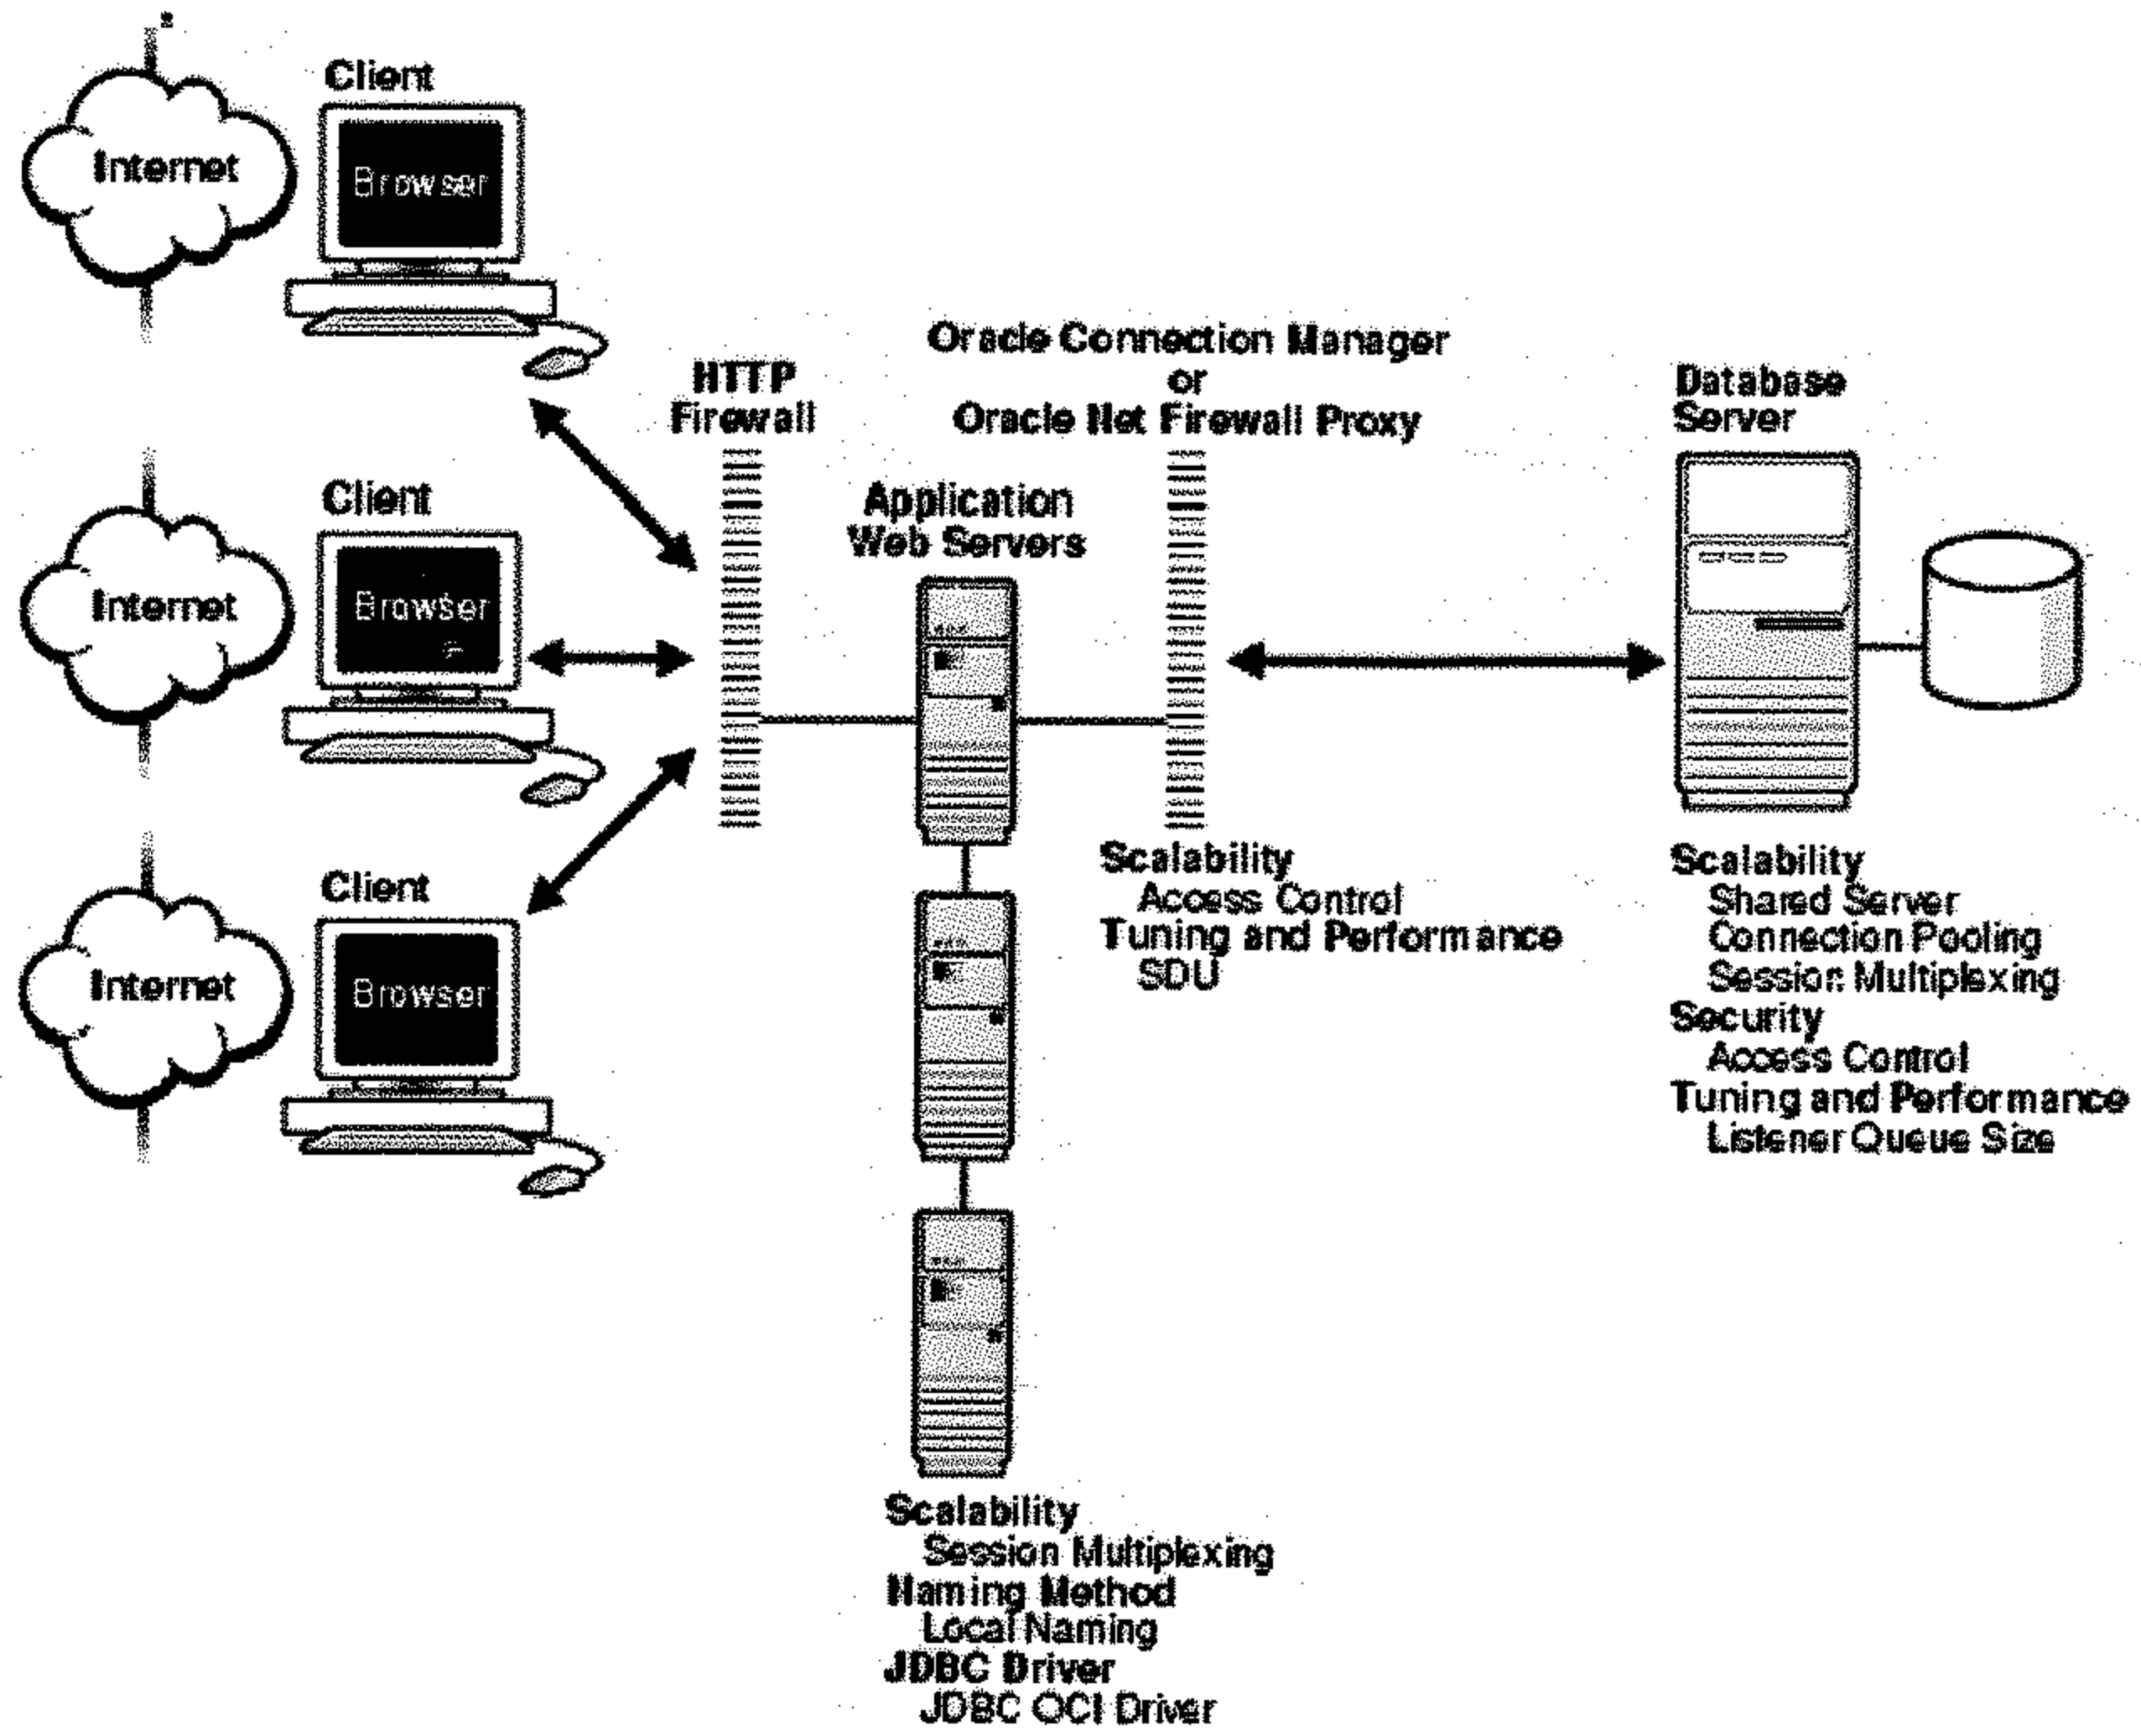 Client
Internet
Browser
Client
Internet
Browser
Client
Internet
Browser
HTTP
Firewall
Application
Web Servers
Scalability
Session Multiplexing
Naming Method
Local Naming
JDBC Driver
JDBC OCI Driver
Oracle Connection Manager
or
Oracle Net Firewall Proxy
Scalability
Access Control
Tuning and Performance
SDU
Database
Server
Scalability
Shared Server
Connection Pooling
Session Multiplexing
Security
Access Control
Tuning and Performance
Listener Queue Size